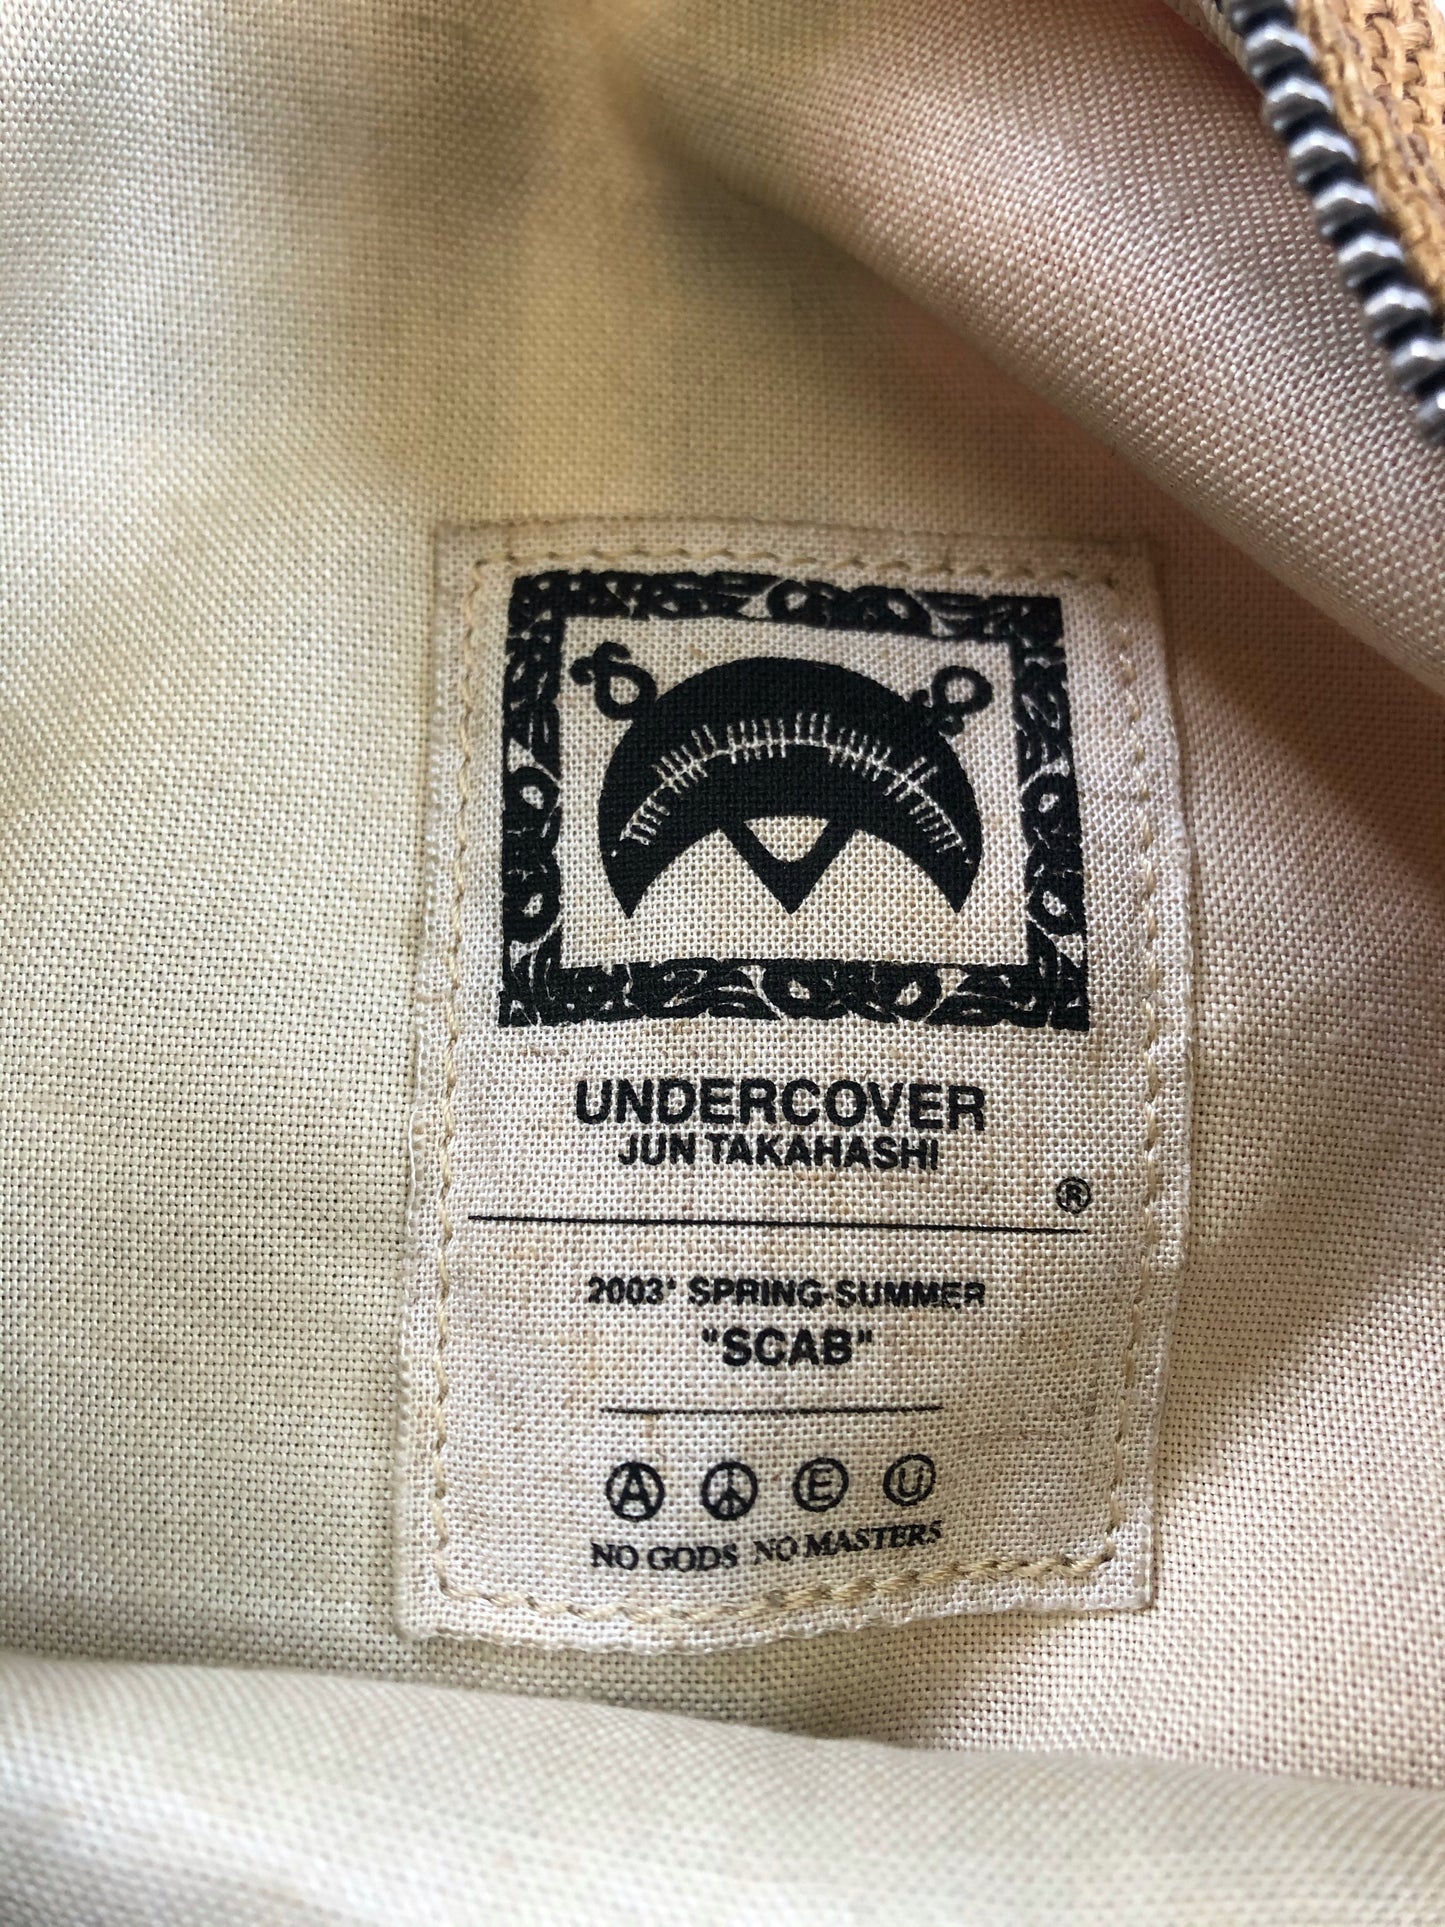 UNDERCOVER
JUN TAKAHASHI
®
2003' SPRING-SUMMER
"SCAB"
Ⓐ ☮ Ⓔ Ⓤ
NO GODS NO MASTERS